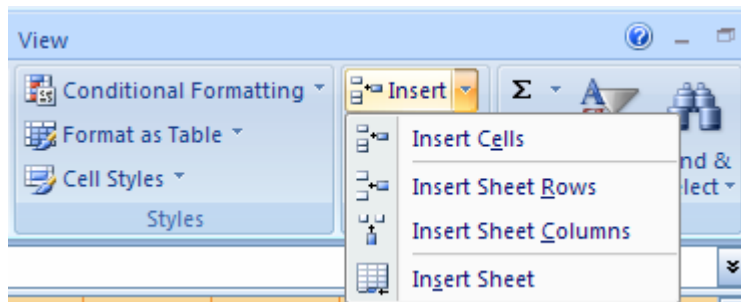 View
Conditional Formatting
Insert
Σ
Format as Table
Insert Cells
Cell Styles
Insert Sheet Rows
Styles
Insert Sheet Columns
Insert Sheet